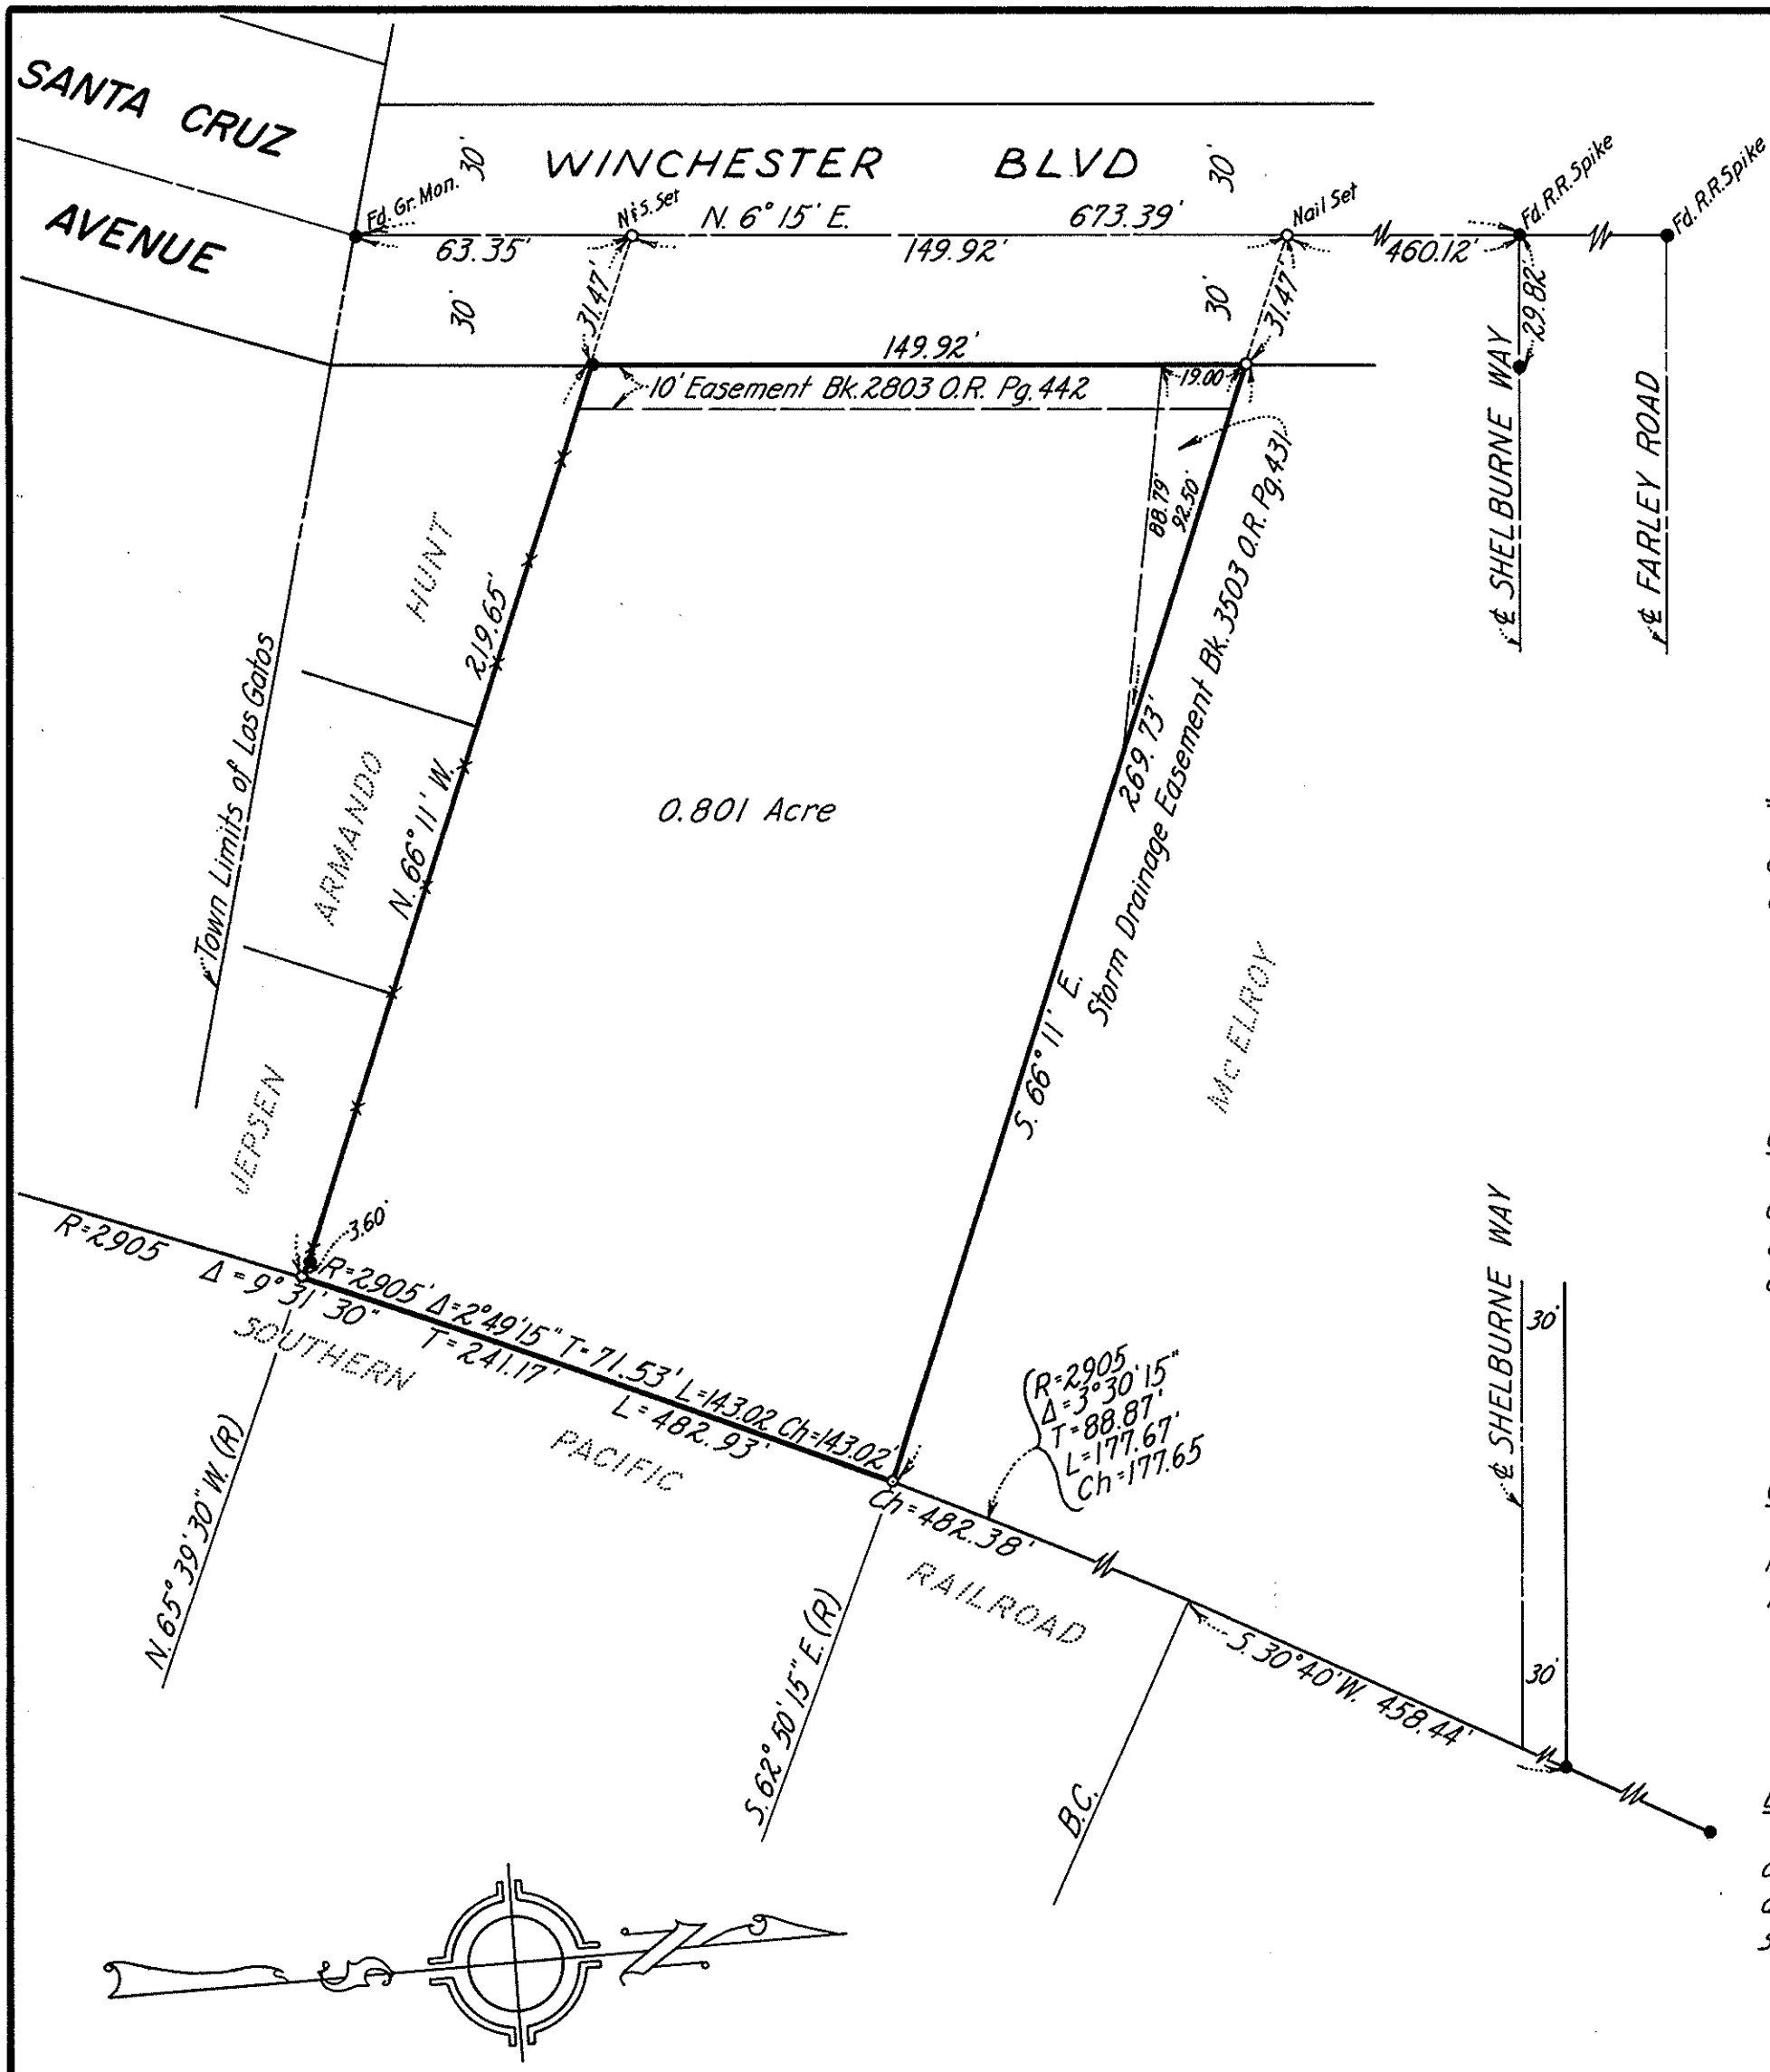 SANTA CRUZ
AVENUE
WINCHESTER BLVD
30'
30'
Fd. Gr. Mon.
N&S. Set
N. 6° 15' E.
673.39'
Nail Set
Fd. R.R. Spike
Fd. R.R. Spike
63.35'
149.92'
460.12'
30'
31.47'
30'
31.47'
29.82'
149.92'
19.00
10' Easement Bk. 2803 O.R. Pg. 442
88.79'
92.50'
℄ SHELBURNE WAY
℄ FARLEY ROAD
HUNT
219.65'
Town Limits of Los Gatos
ARMANDO
N. 66° 11' W.
0.801 Acre
269.73'
Storm Drainage Easement Bk. 3503 O.R. Pg. 431
S. 66° 11' E.
Mc ELROY
JEPSEN
3.60'
R=2905
Δ = 9° 31' 30"
T = 241.17'
L = 482.93'
Ch = 482.38'
R=2905' Δ=2°49'15" T=71.53' L=143.02 Ch=143.02'
SOUTHERN
PACIFIC
RAILROAD
R=2905
Δ=3°30'15"
T=88.87'
L=177.67'
Ch=177.65
℄ SHELBURNE WAY
30'
30'
N. 65° 39' 30" W. (R)
S. 62° 50' 15" E. (R)
B.C.
S. 30° 40' W. 458.44'
S
N